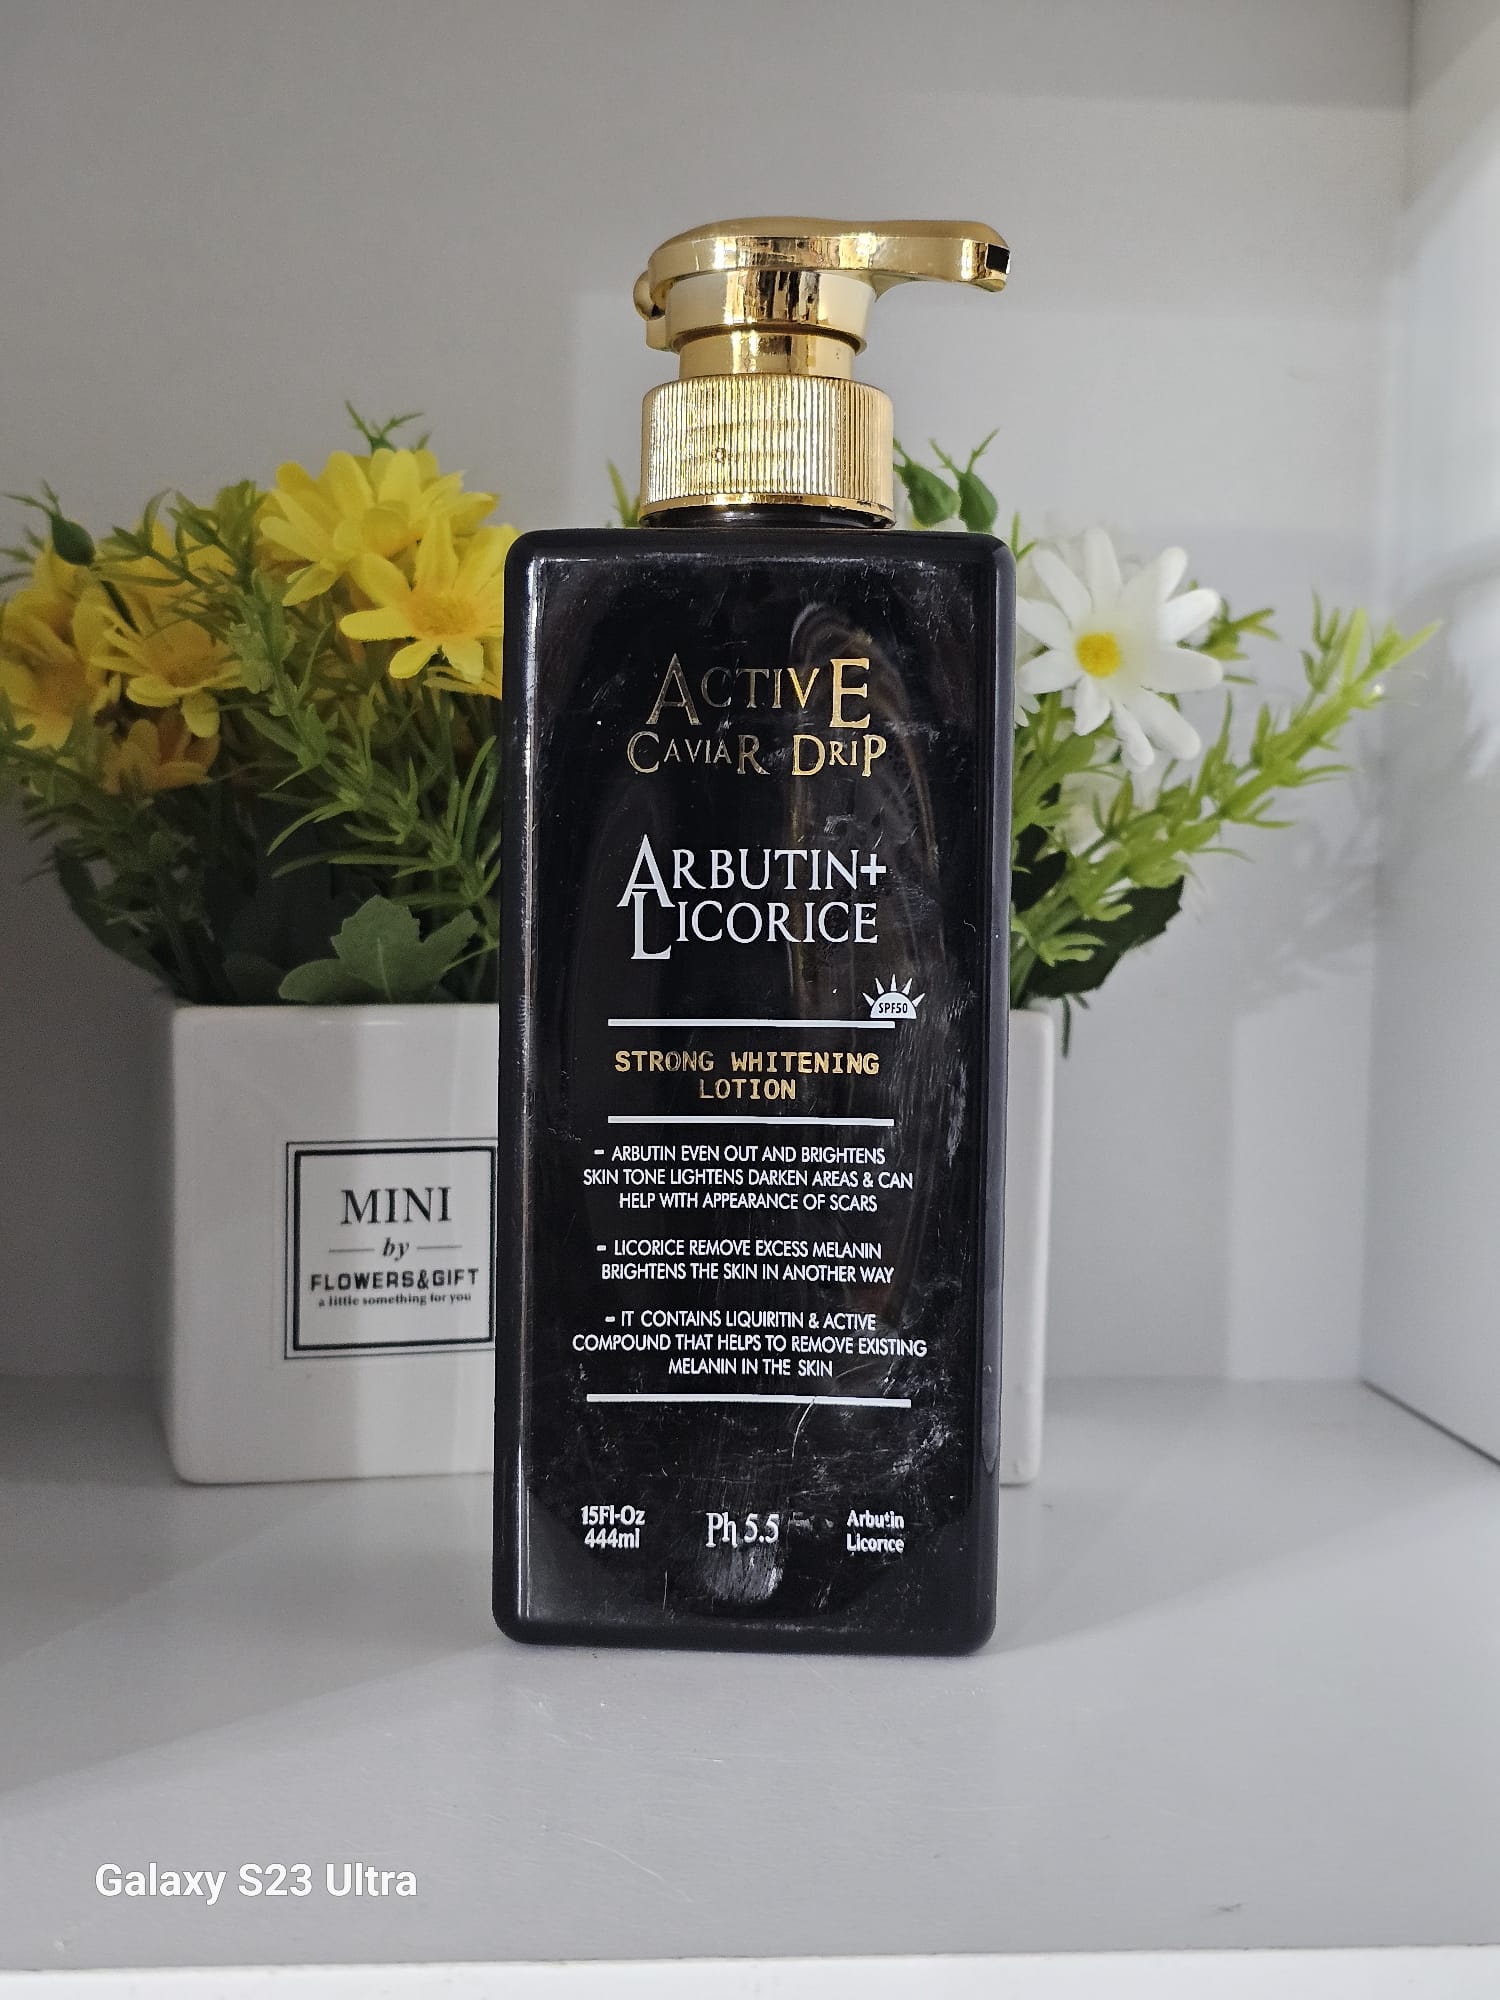 ACTIVE
CAVIAR DRIP
ARBUTIN+
LICORICE
SPF50
STRONG WHITENING
LOTION
- ARBUTIN EVEN OUT AND BRIGHTENS
SKIN TONE LIGHTENS DARKEN AREAS & CAN
HELP WITH APPEARANCE OF SCARS
- LICORICE REMOVE EXCESS MELANIN
BRIGHTENS THE SKIN IN ANOTHER WAY
- IT CONTAINS LIQUIRITIN & ACTIVE
COMPOUND THAT HELPS TO REMOVE EXISTING
MELANIN IN THE SKIN
15Fl-Oz
444ml
Ph 5.5
Arbutin
Licorice
MINI
by
FLOWERS&GIFT
a little something for you
Galaxy S23 Ultra